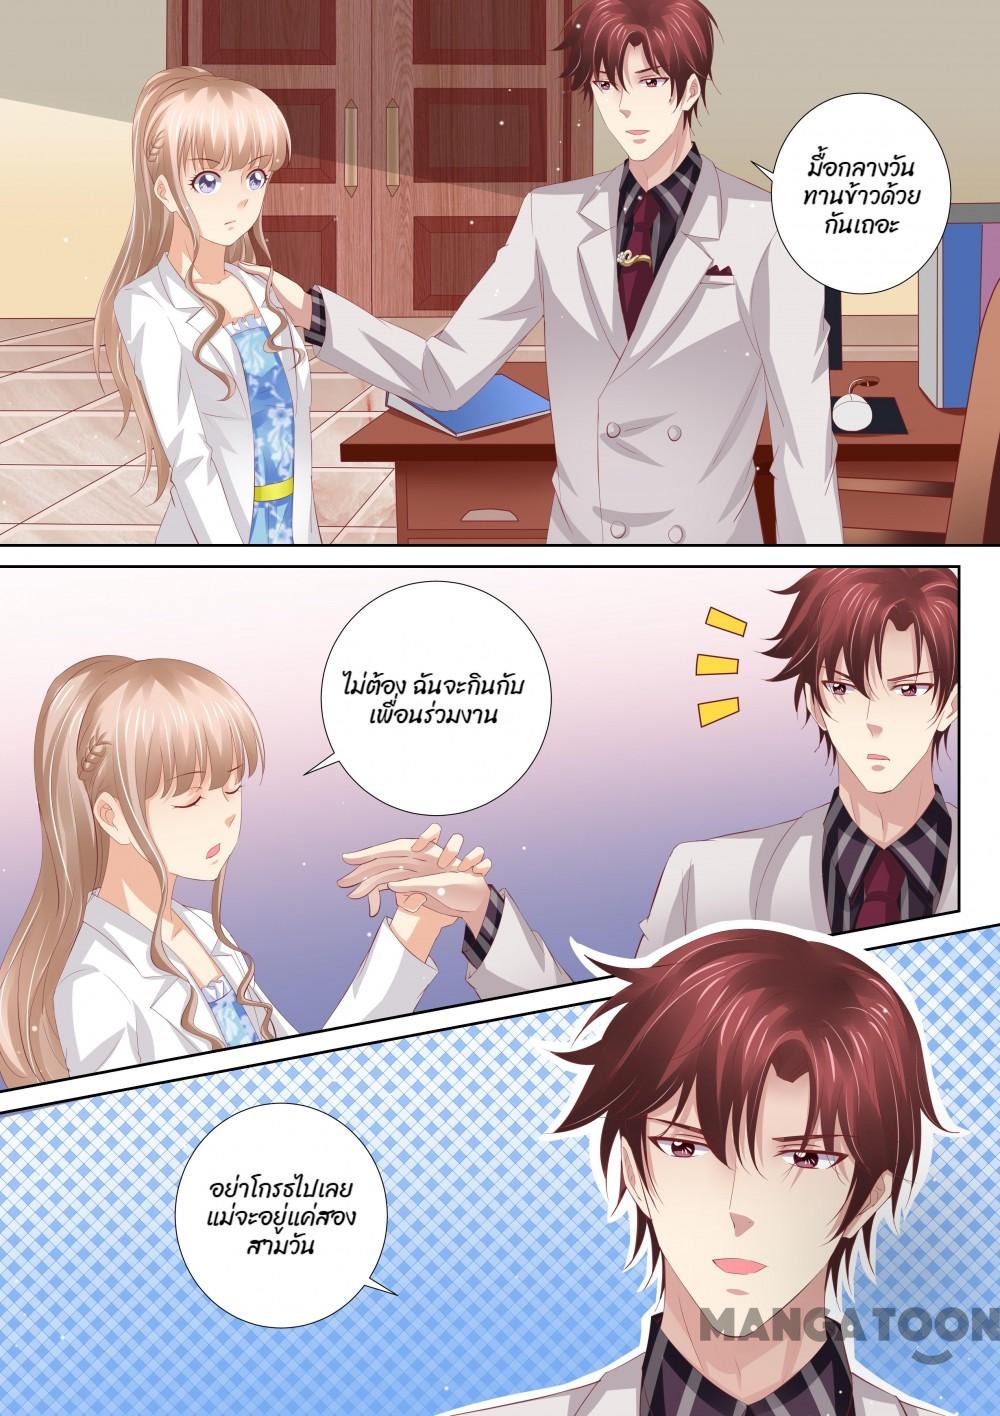 มื้อกลางวัน
ทานข้าวด้วย
กันเถอะ
ไม่ต้อง ฉันจะกินกับ
เพื่อนร่วมงาน
อย่าโกรธไปเลย
แม่จะอยู่แค่สอง
สามวัน
MANGATOON